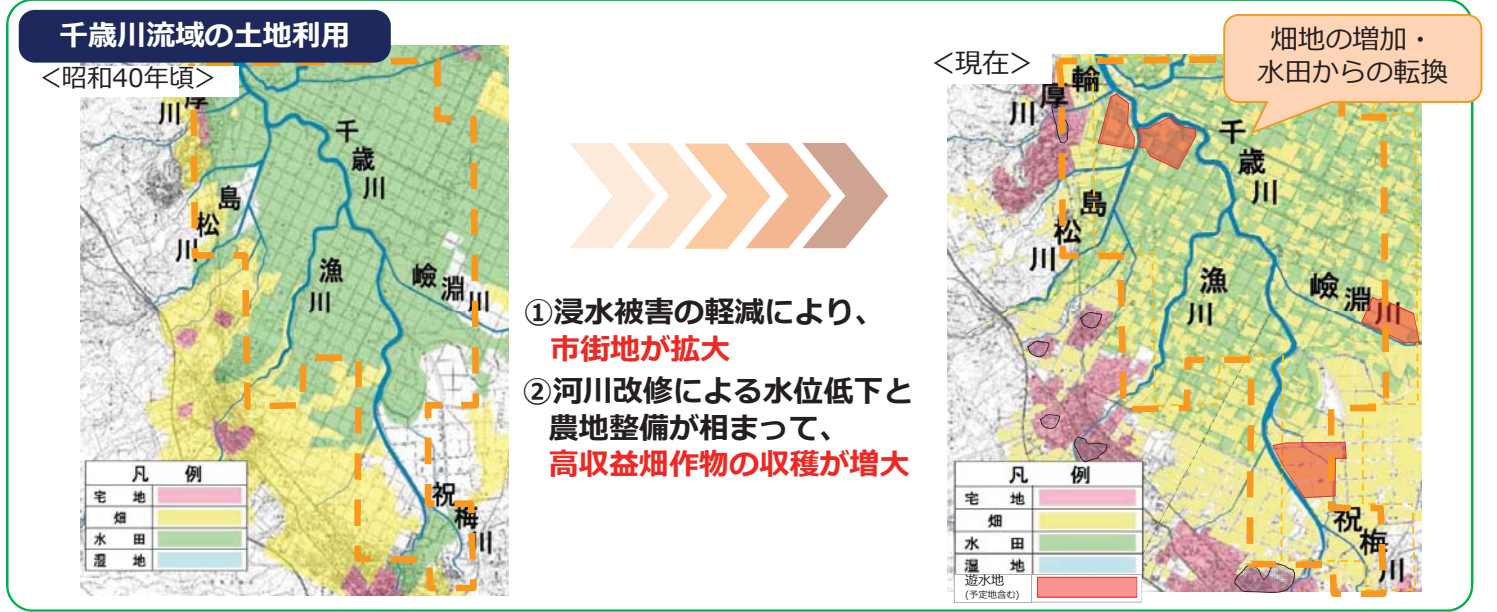 千歳川流域の土地利用
<昭和40年頃>
厚
川
千
歳
川
島
松
川
漁
川
嶮
淵
川
祝
梅
川
凡 例
宅 地
畑
水 田
湿 地
①浸水被害の軽減により、
市街地が拡大
②河川改修による水位低下と
農地整備が相まって、
高収益畑作物の収穫が増大
<現在>
畑地の増加・
水田からの転換
輪
厚
川
千
歳
川
島
松
川
漁
川
嶮
淵
川
祝
梅
川
凡 例
宅 地
畑
水 田
湿 地
遊水地
(予定地含む)